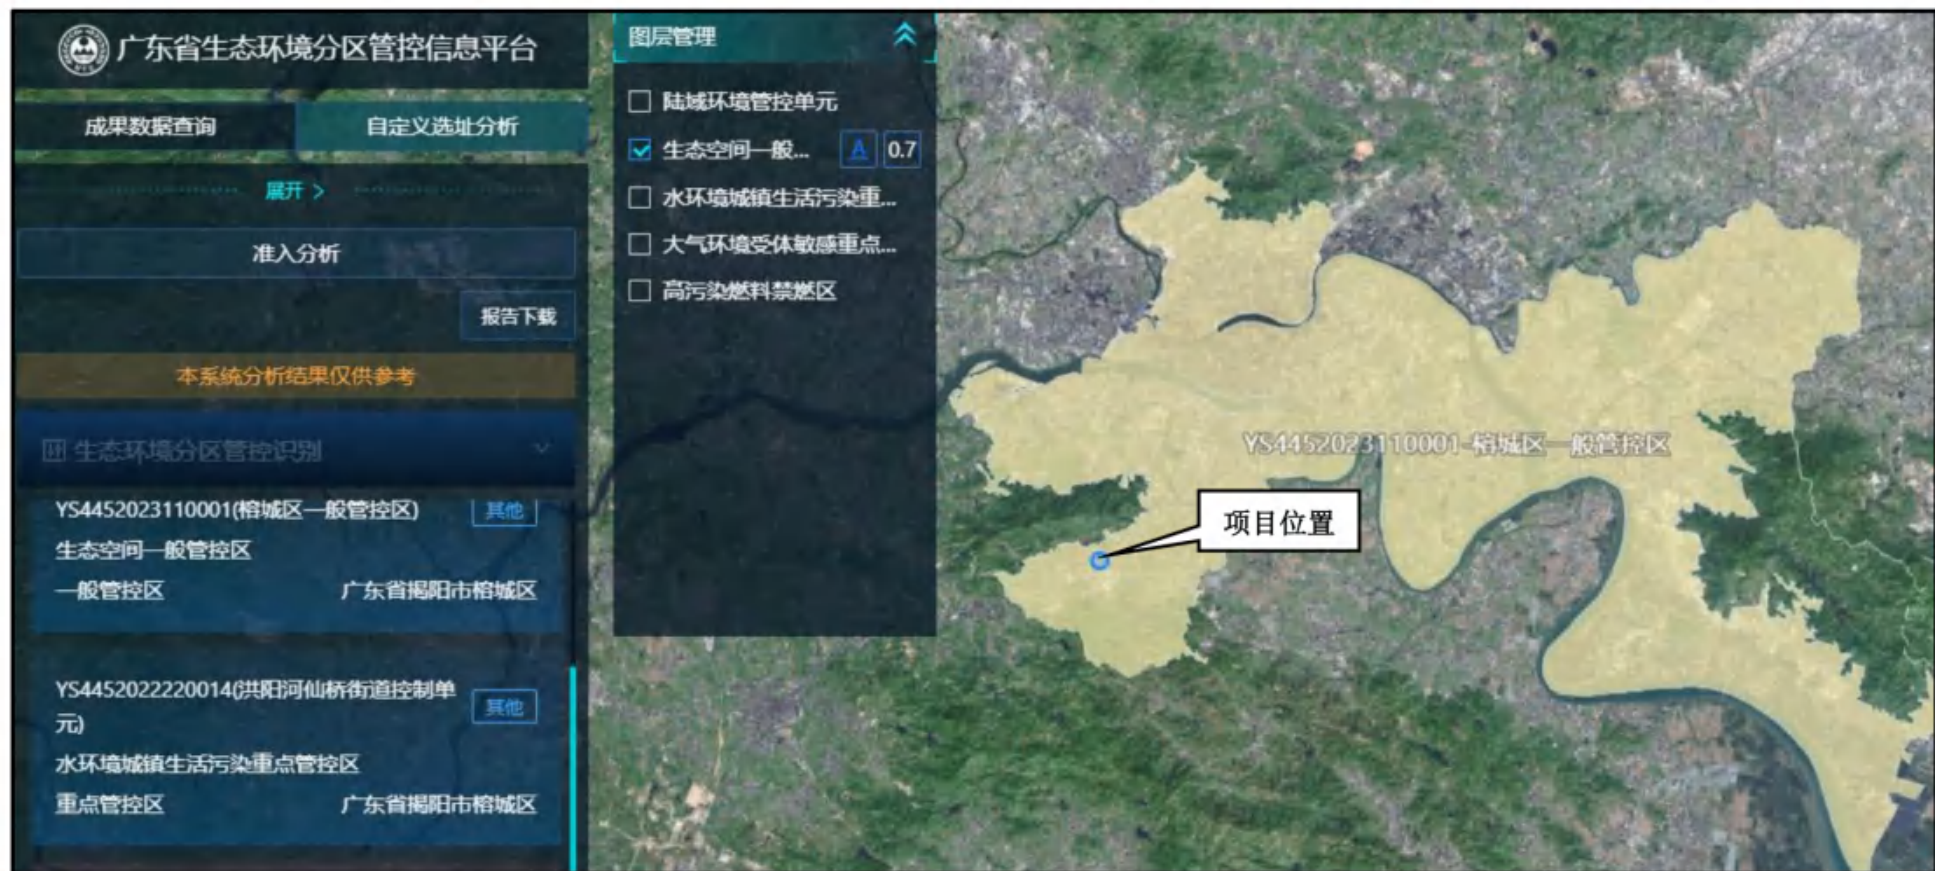 广东省生态环境分区管控信息平台
成果数据查询
自定义选址分析
展开 >
准入分析
报告下载
本系统分析结果仅供参考
生态环境分区管控识别
YS4452023110001(榕城区一般管控区)
其他
生态空间一般管控区
一般管控区
广东省揭阳市榕城区
YS4452022220014(洪阳河仙桥街道控制单
元)
其他
水环境城镇生活污染重点管控区
重点管控区
广东省揭阳市榕城区
图层管理
陆域环境管控单元
生态空间一般...
A
0.7
水环境城镇生活污染重...
大气环境受体敏感重点...
高污染燃料禁燃区
YS4452023110001-榕城区一般管控区
项目位置